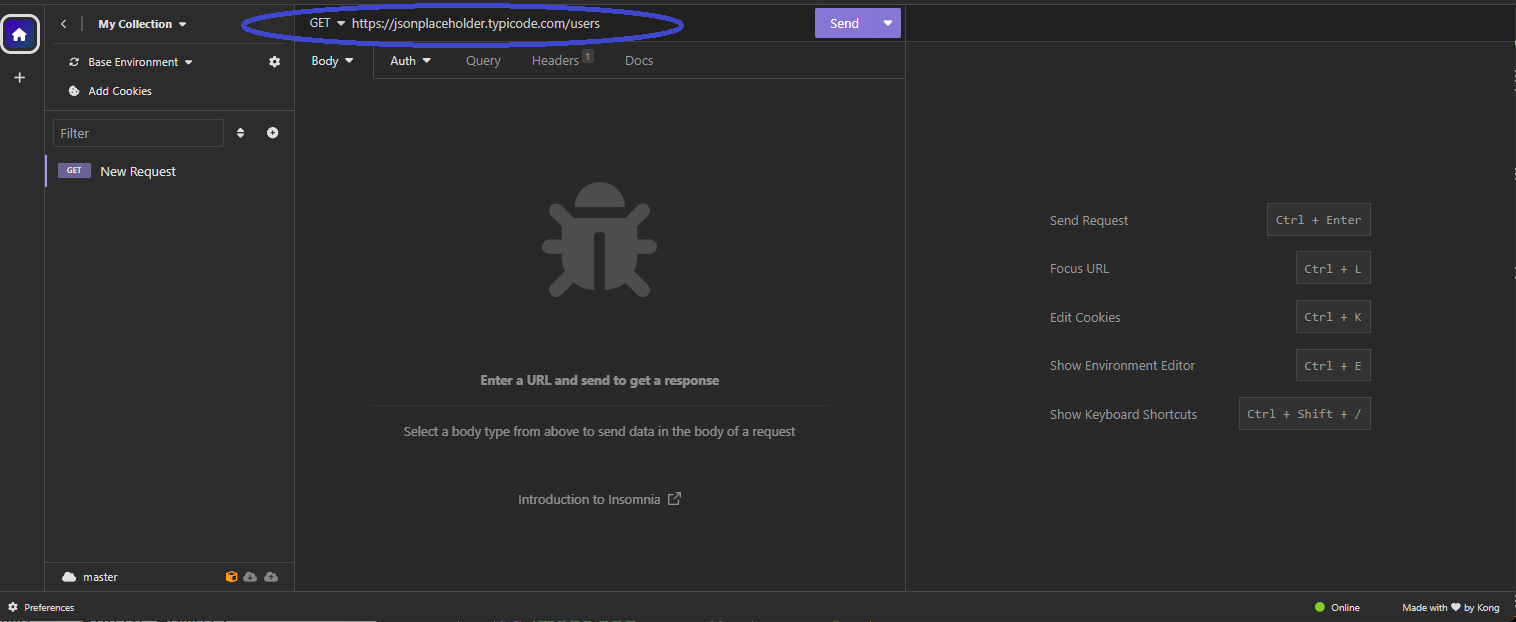 My Collection
GET https://jsonplaceholder.typicode.com/users
Send
Base Environment
Add Cookies
Body
Auth
Query
Headers 1
Docs
Filter
GET New Request
Enter a URL and send to get a response
Select a body type from above to send data in the body of a request
Introduction to Insomnia
Send Request Ctrl + Enter
Focus URL Ctrl + L
Edit Cookies Ctrl + K
Show Environment Editor Ctrl + E
Show Keyboard Shortcuts Ctrl + Shift + /
master
Preferences
Online
Made with ❤ by Kong